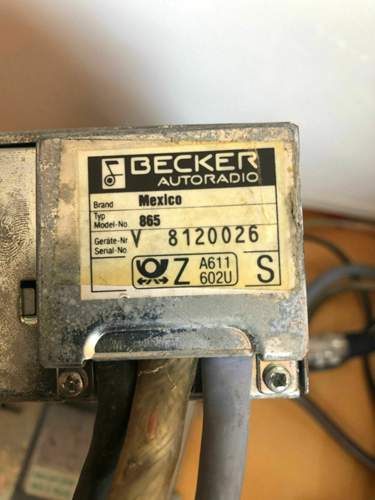 BECKER
AUTORADIO
Brand Mexico
Typ
Model-No 865
Geräte-Nr
Serial-No V 8120026
Z A611
602U S